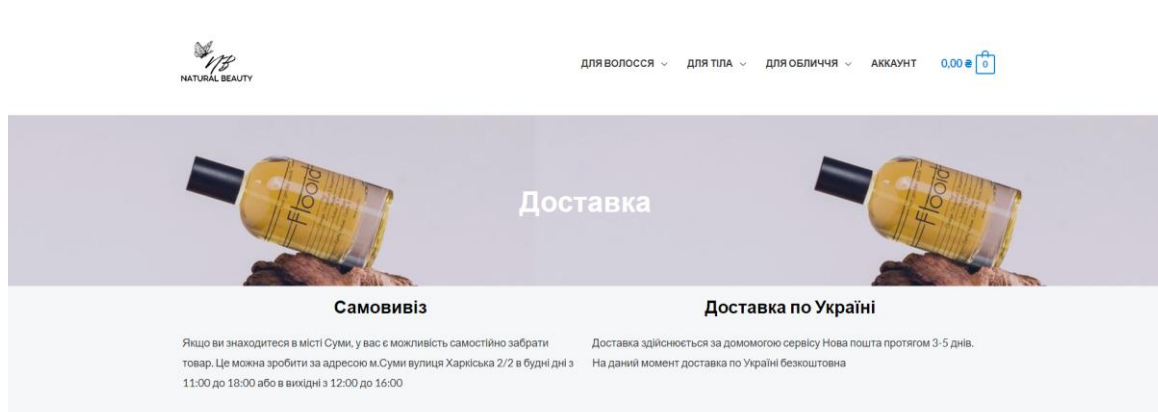 NB
NATURAL BEAUTY
ДЛЯ ВОЛОССЯ
ДЛЯ ТІЛА
ДЛЯ ОБЛИЧЧЯ
АККАУНТ
0,00 ₴ 0
Flooid
Flooid
Доставка
Самовивіз
Якщо ви знаходитеся в місті Суми, у вас є можливість самостійно забрати
товар. Це можна зробити за адресою м.Суми вулиця Харкіська 2/2 в будні дні з
11:00 до 18:00 або в вихідні з 12:00 до 16:00
Доставка по Україні
Доставка здійснюється за домомогою сервісу Нова пошта протягом 3-5 днів.
На даний момент доставка по Україні безкоштовна